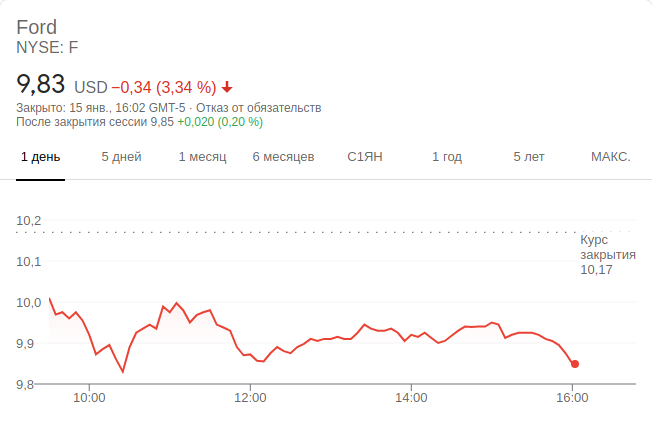 Ford
NYSE: F
9,83 USD −0,34 (3,34 %)
Закрыто: 15 янв., 16:02 GMT-5 · Отказ от обязательств
После закрытия сессии 9,85 +0,020 (0,20 %)
1 день 5 дней 1 месяц 6 месяцев С1ЯН 1 год 5 лет МАКС.
10,2
Курс
закрытия
10,17
10,1
10,0
9,9
9,8
10:00 12:00 14:00 16:00